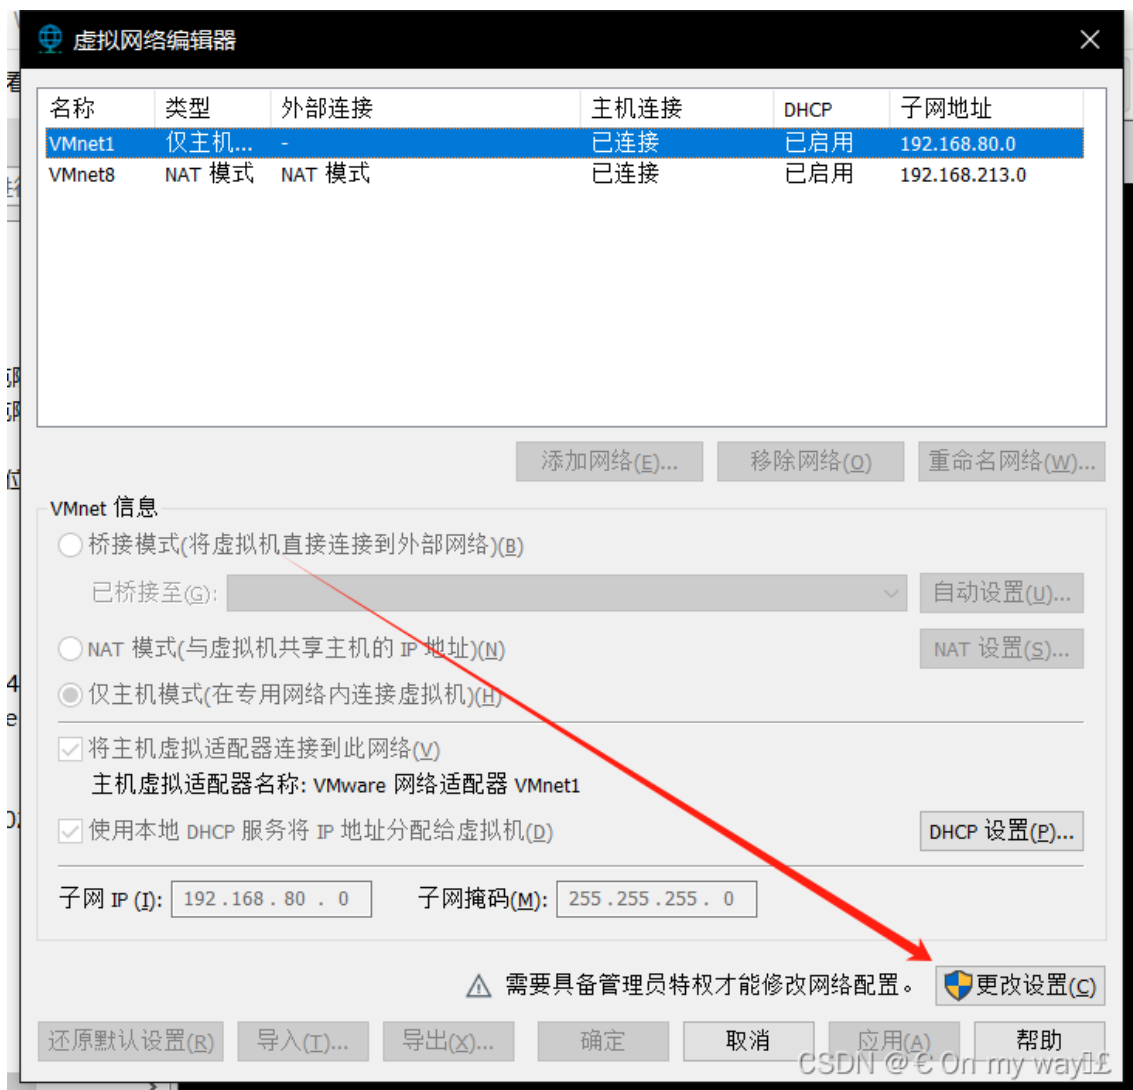 虚拟网络编辑器
名称 类型 外部连接 主机连接 DHCP 子网地址
VMnet1 仅主机... - 已连接 已启用 192.168.80.0
VMnet8 NAT 模式 NAT 模式 已连接 已启用 192.168.213.0
添加网络(E)... 移除网络(O) 重命名网络(W)...
VMnet 信息
桥接模式(将虚拟机直接连接到外部网络)(B)
已桥接至(G): 自动设置(U)...
NAT 模式(与虚拟机共享主机的 IP 地址)(N) NAT 设置(S)...
仅主机模式(在专用网络内连接虚拟机)(H)
将主机虚拟适配器连接到此网络(V)
主机虚拟适配器名称: VMware 网络适配器 VMnet1
使用本地 DHCP 服务将 IP 地址分配给虚拟机(D) DHCP 设置(P)...
子网 IP (I): 192.168.80.0 子网掩码(M): 255.255.255.0
需要具备管理员特权才能修改网络配置。 更改设置(C)
还原默认设置(R) 导入(T)... 导出(X)... 确定 取消 应用(A) 帮助
CSDN @€ On my way